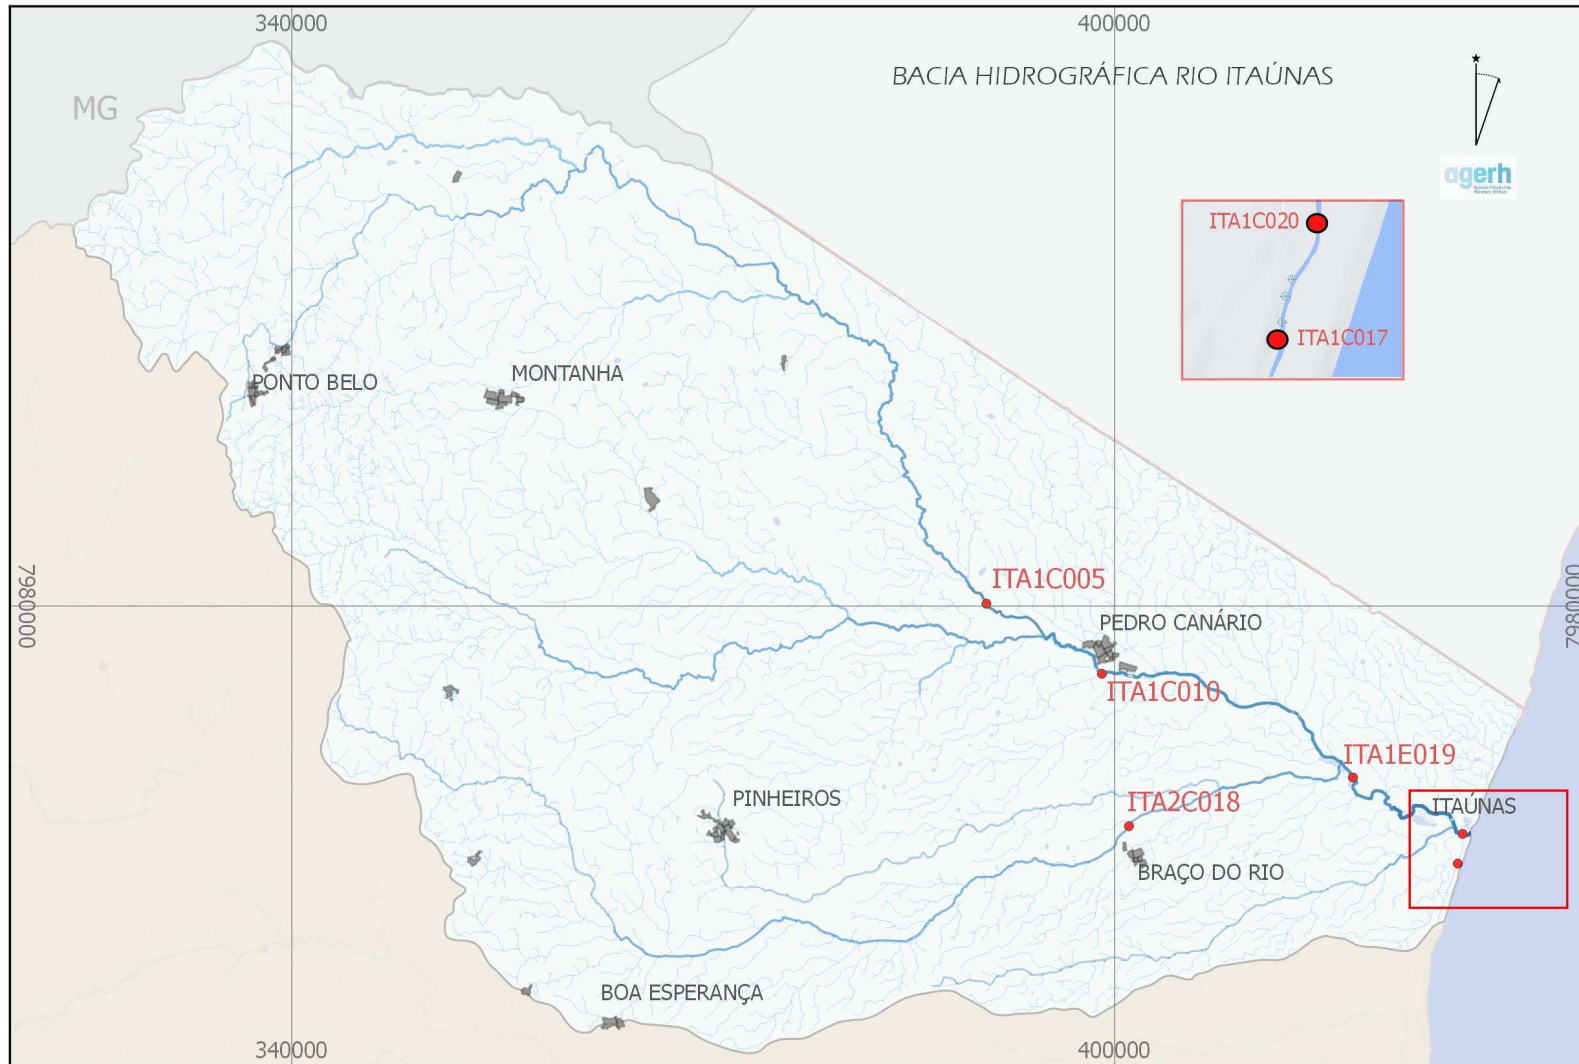 340000
400000
BACIA HIDROGRÁFICA RIO ITAÚNAS
MG
agerh
ITA1C020
ITA1C017
PONTO BELO
MONTANHA
7980000
7980000
ITA1C005
PEDRO CANÁRIO
ITA1C010
ITA1E019
ITAÚNAS
PINHEIROS
ITA2C018
BRAÇO DO RIO
BOA ESPERANÇA
340000
400000